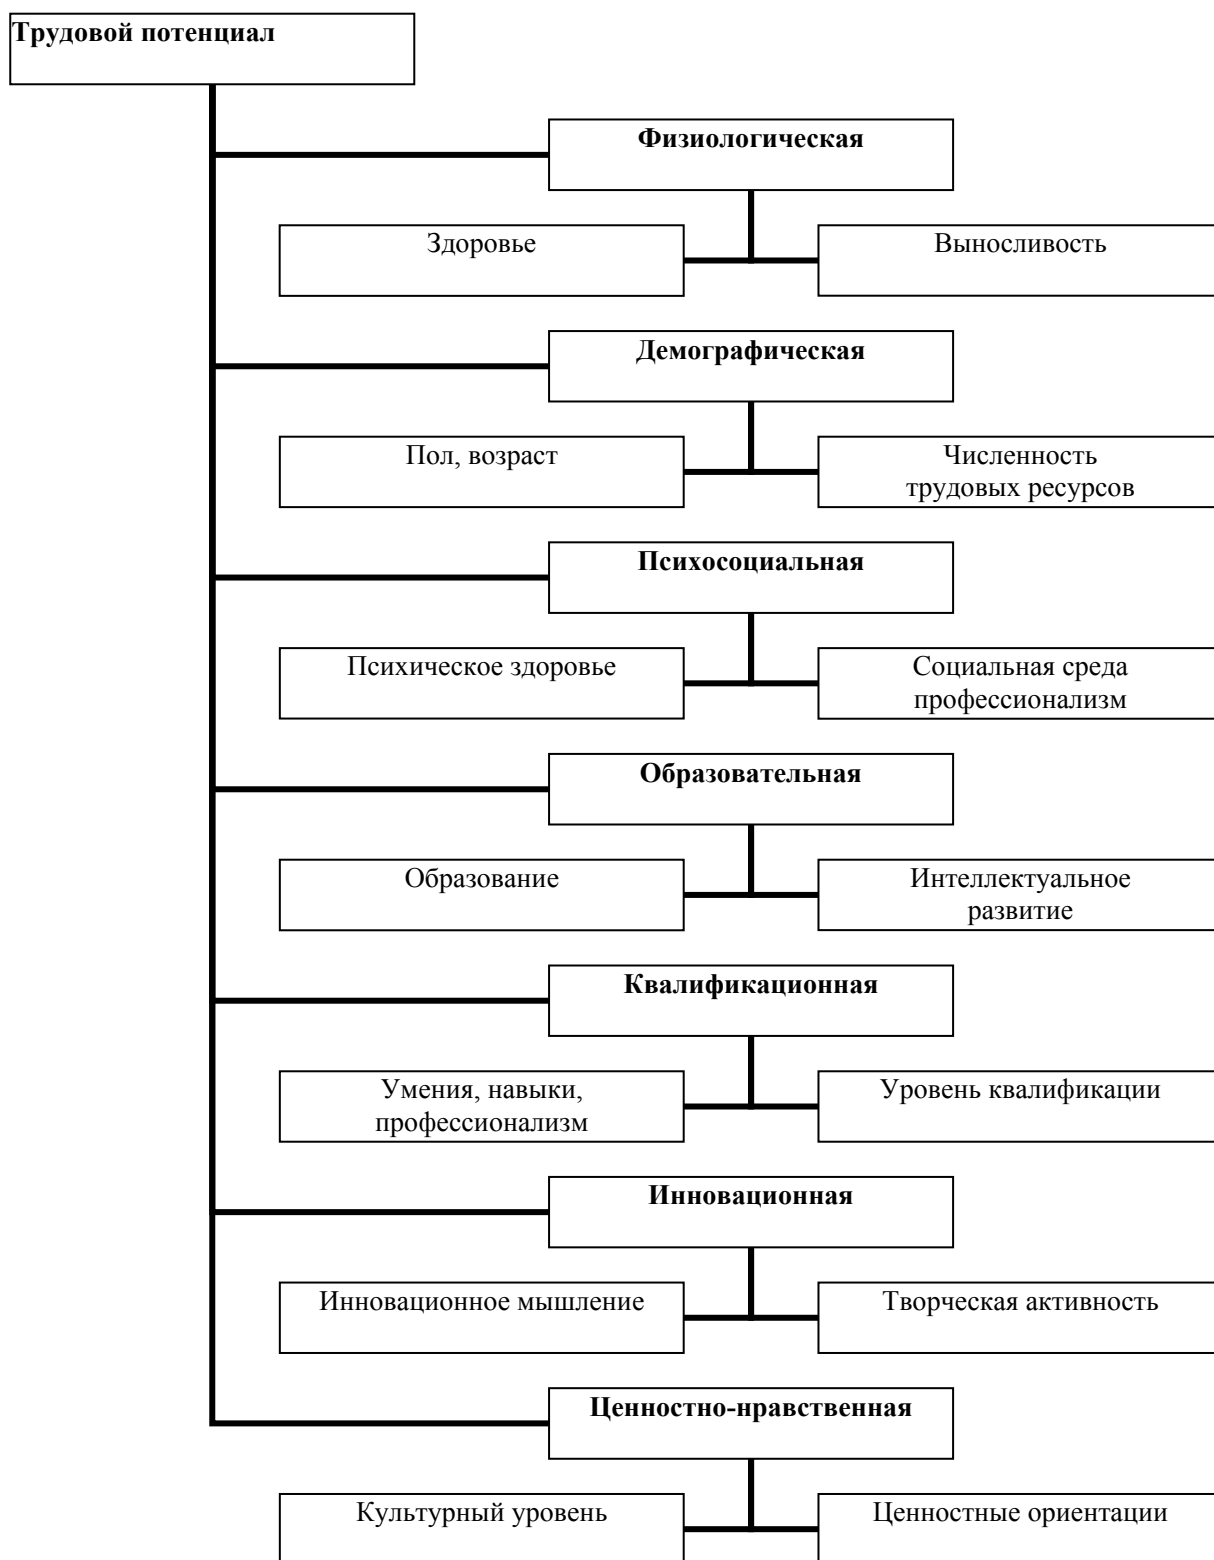 Трудовой потенциал
Физиологическая
Здоровье
Выносливость
Демографическая
Пол, возраст
Численность
трудовых ресурсов
Психосоциальная
Психическое здоровье
Социальная среда
профессионализм
Образовательная
Образование
Интеллектуальное
развитие
Квалификационная
Умения, навыки,
профессионализм
Уровень квалификации
Инновационная
Инновационное мышление
Творческая активность
Ценностно-нравственная
Культурный уровень
Ценностные ориентации